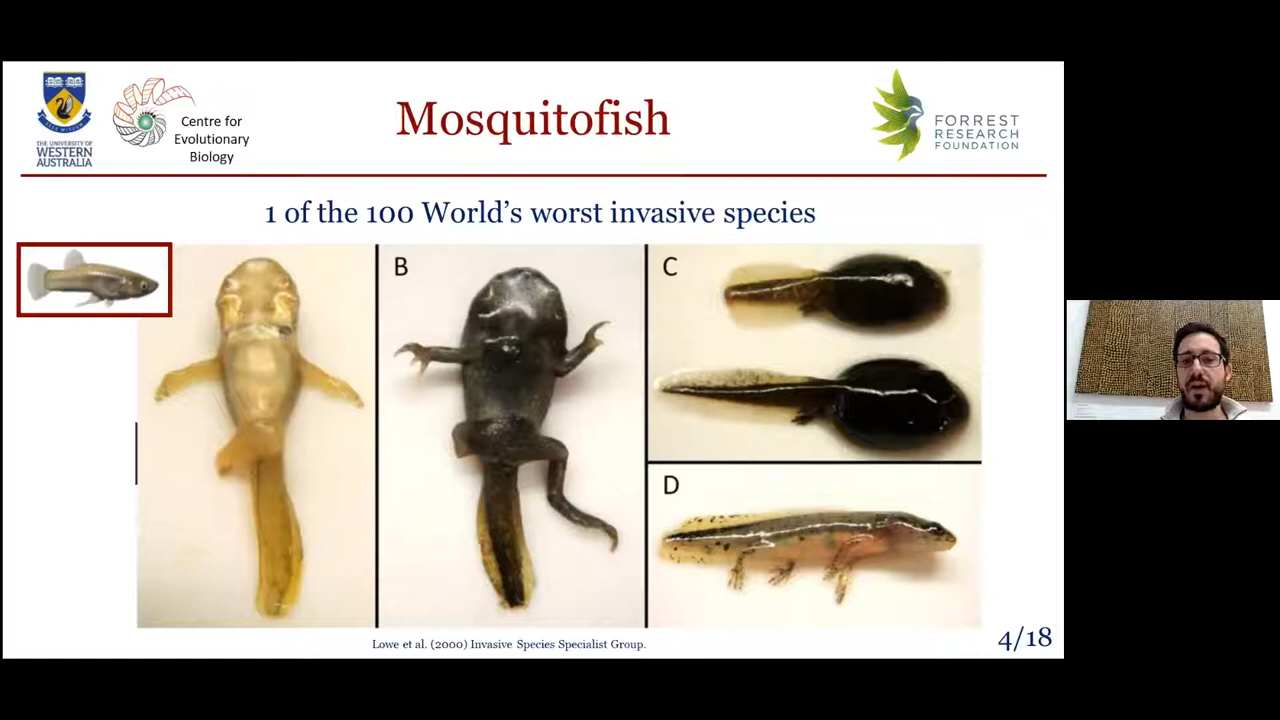 THE UNIVERSITY OF
WESTERN
AUSTRALIA
Centre for
Evolutionary
Biology
Mosquitofish
FORREST
RESEARCH
FOUNDATION
1 of the 100 World's worst invasive species
B
C
D
Lowe et al. (2000) Invasive Species Specialist Group.
4/18